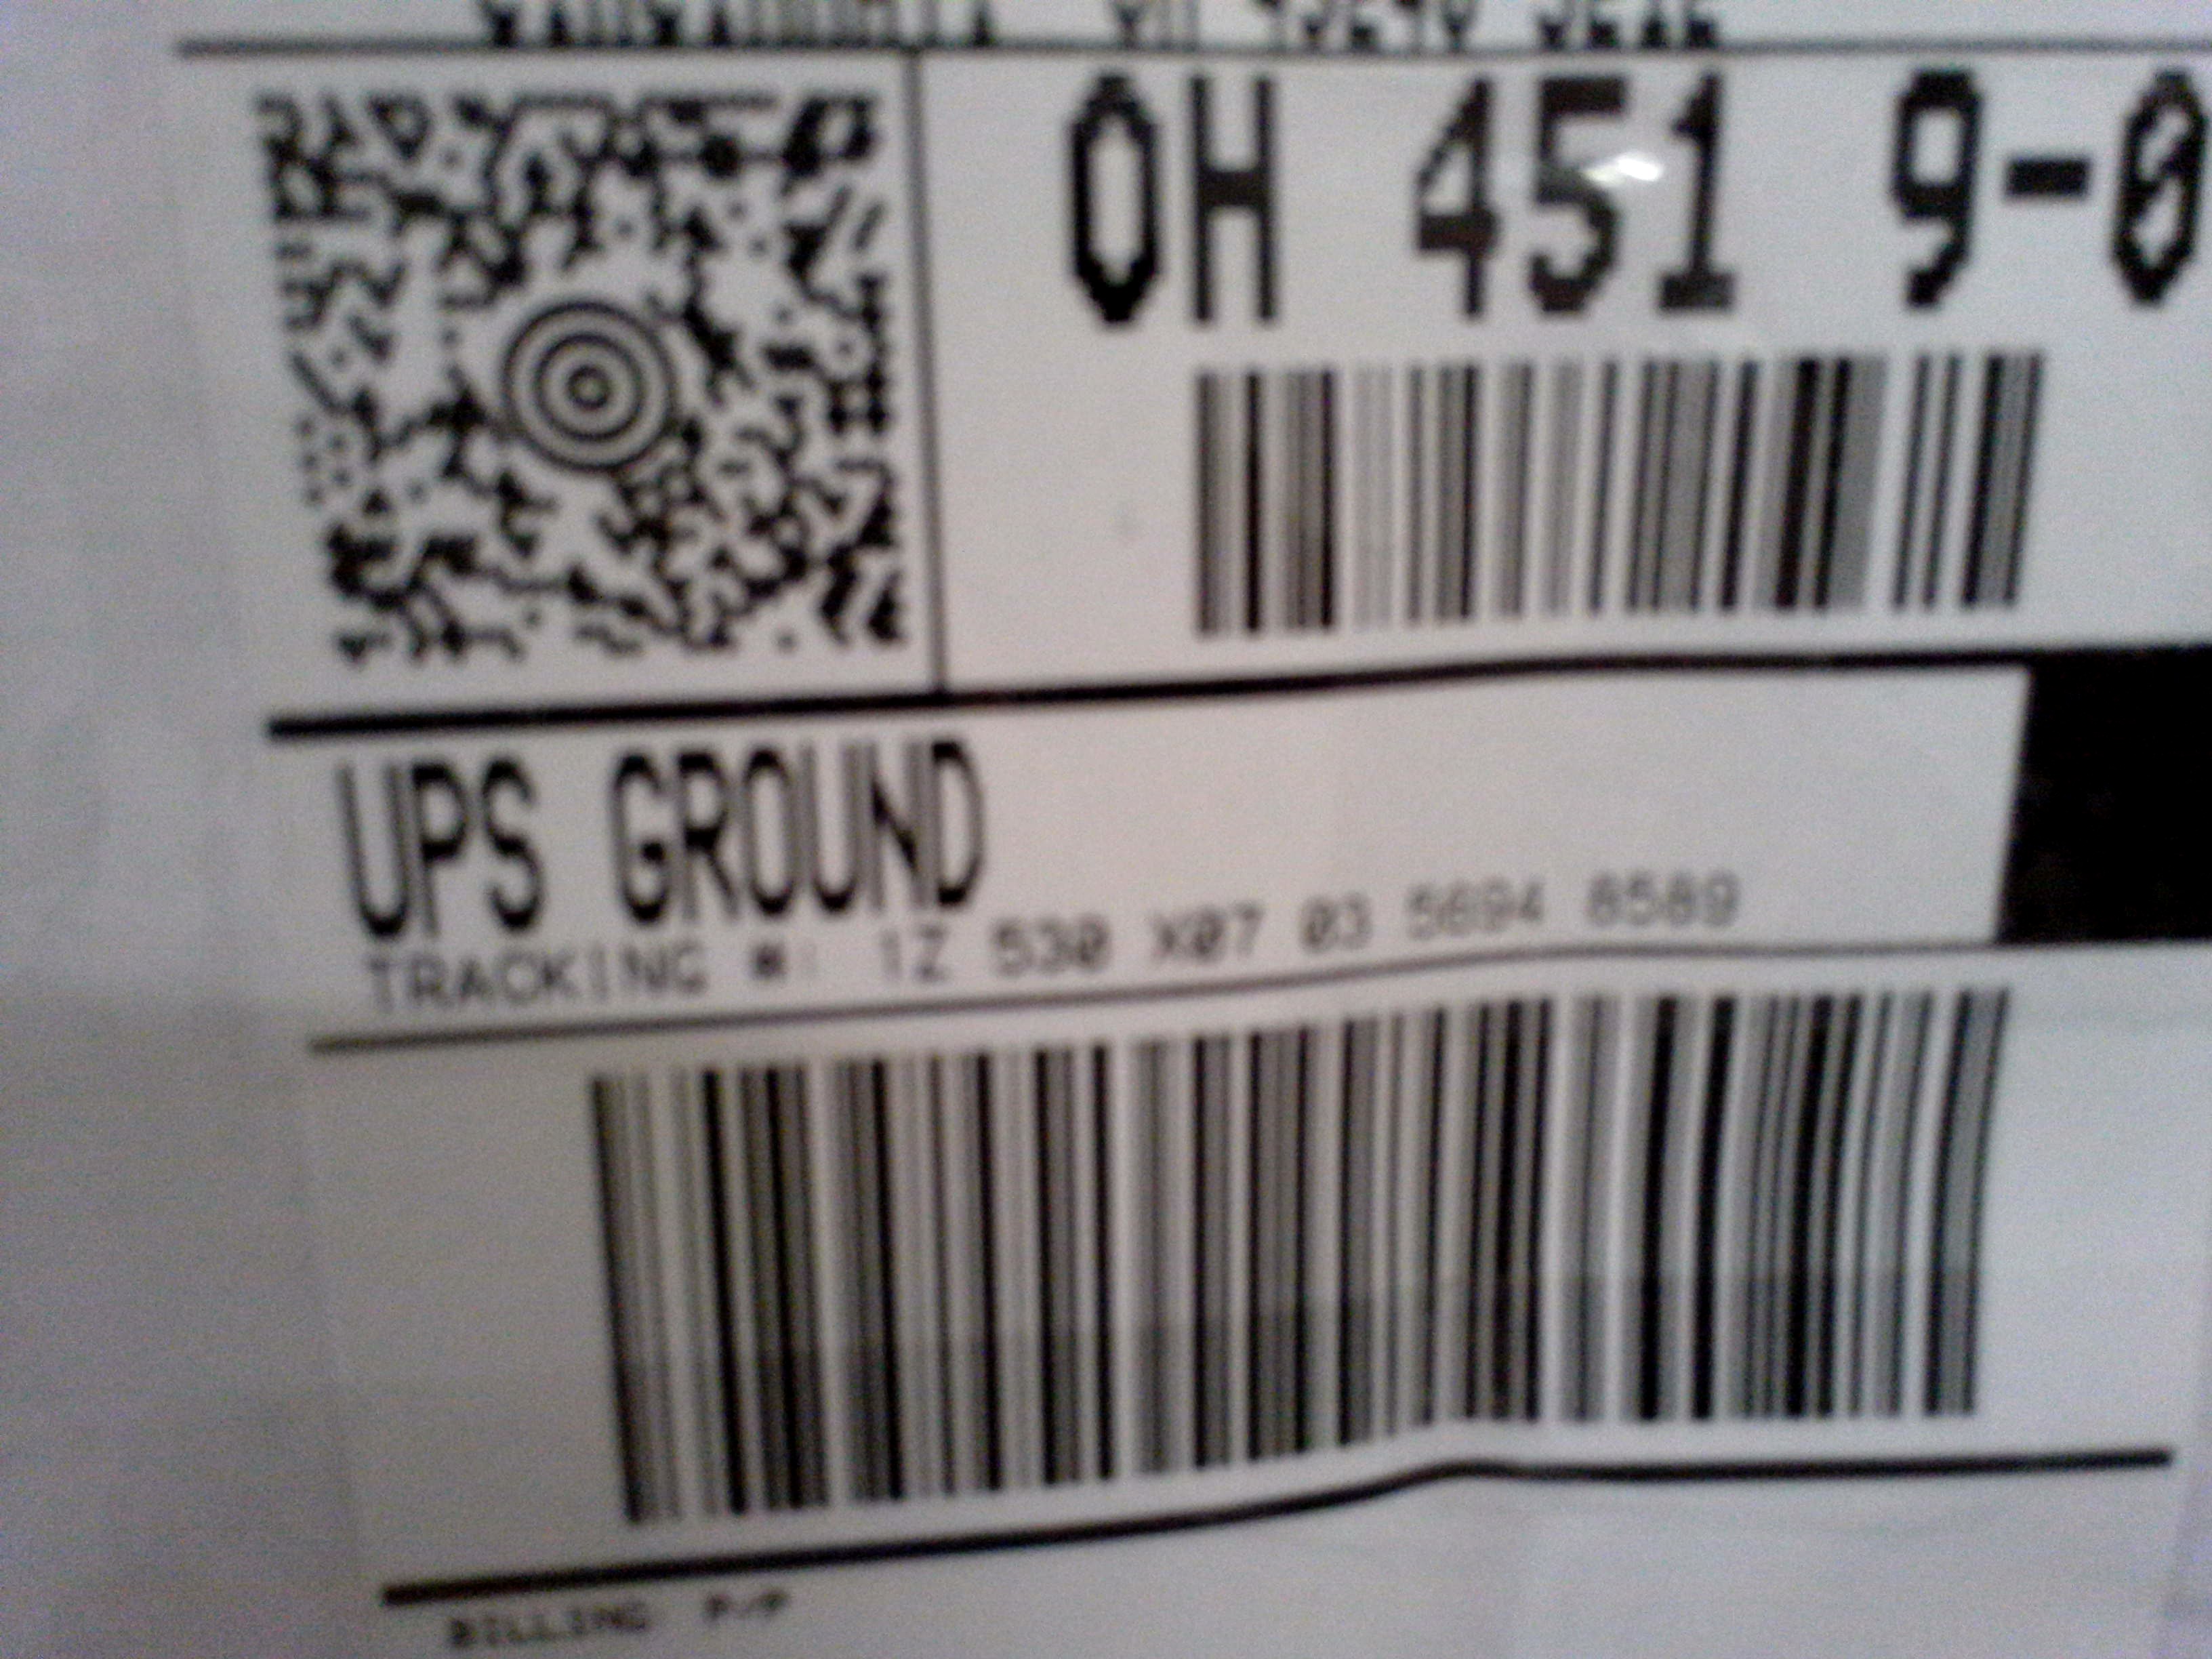 OH 451 9-0
UPS GROUND
TRACKING #: 1Z 530 X07 03 5694 8589
BILLING: P/P